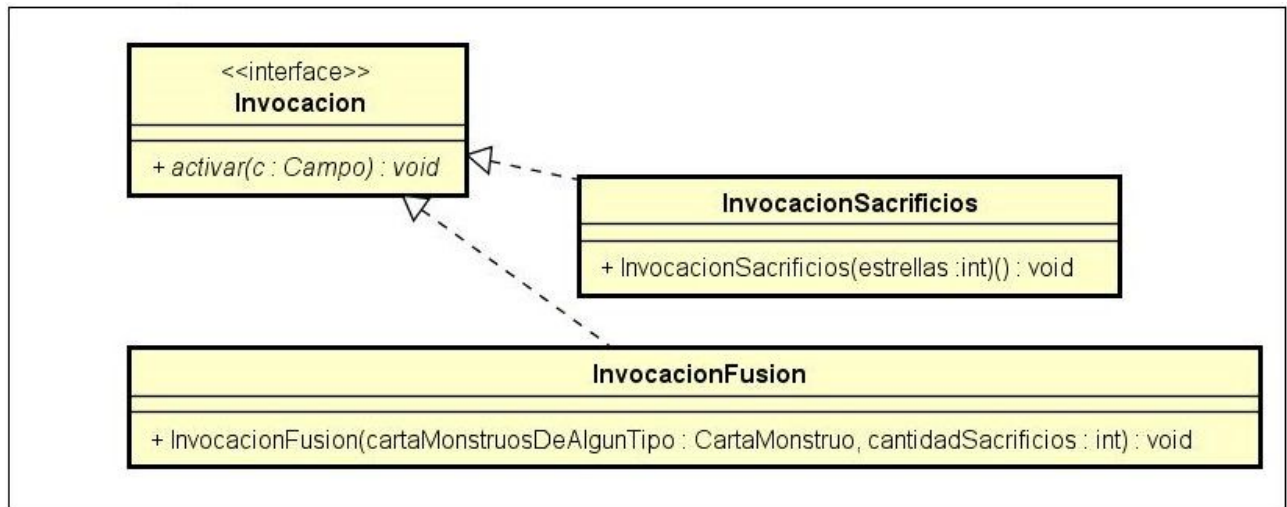 <<interface>>
Invocacion
+ activar(c : Campo) : void
InvocacionSacrificios
+ InvocacionSacrificios(estrellas :int)() : void
InvocacionFusion
+ InvocacionFusion(cartaMonstruosDeAlgunTipo : CartaMonstruo, cantidadSacrificios : int) : void